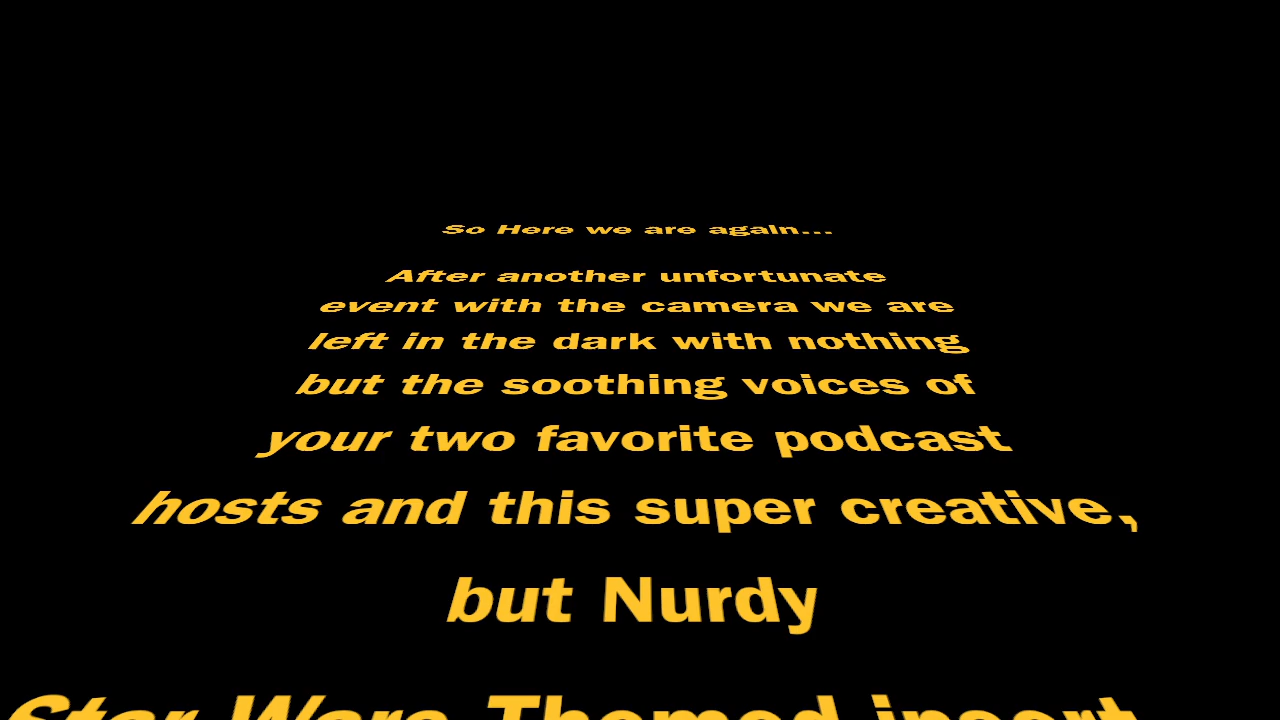 So Here we are again...
After another unfortunate
event with the camera we are
left in the dark with nothing
but the soothing voices of
your two favorite podcast
hosts and this super creative,
but Nurdy
Star Wars Themed insert